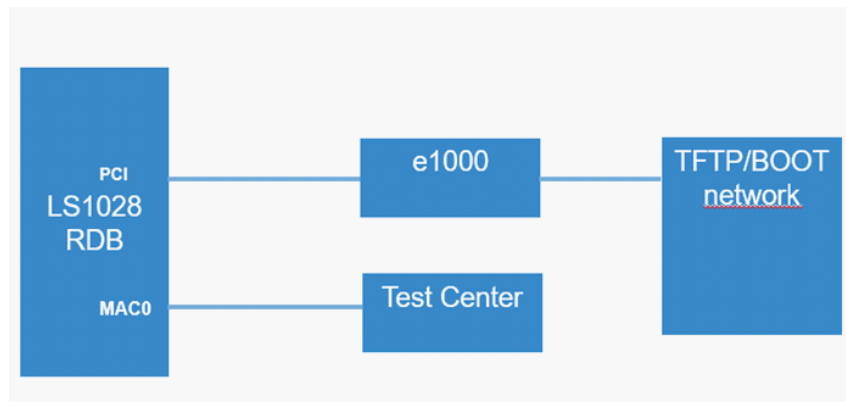 PCI
LS1028
RDB
MAC0
e1000
Test Center
TFTP/BOOT
network